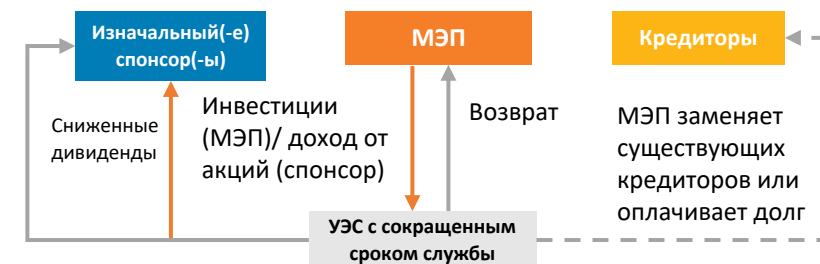 Изначальный(-е)
спонсор(-ы)
МЭП
Кредиторы
Сниженные
дивиденды
Инвестиции
(МЭП)/ доход от
акций (спонсор)
Возврат
МЭП заменяет
существующих
кредиторов или
оплачивает долг
УЭС с сокращенным
сроком службы